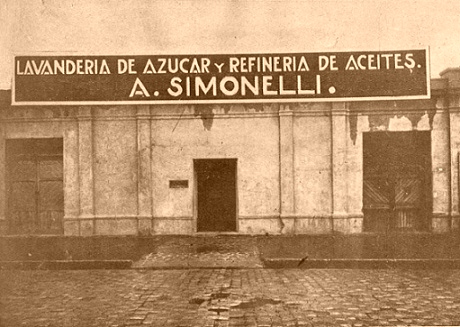 LAVANDERIA DE AZUCAR Y REFINERIA DE ACEITES.
A. SIMONELLI.